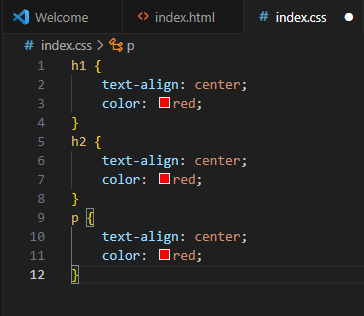 Welcome index.html # index.css
# index.css > p
1 h1 {
2     text-align: center;
3     color: red;
4 }
5 h2 {
6     text-align: center;
7     color: red;
8 }
9 p {
10     text-align: center;
11     color: red;
12 }